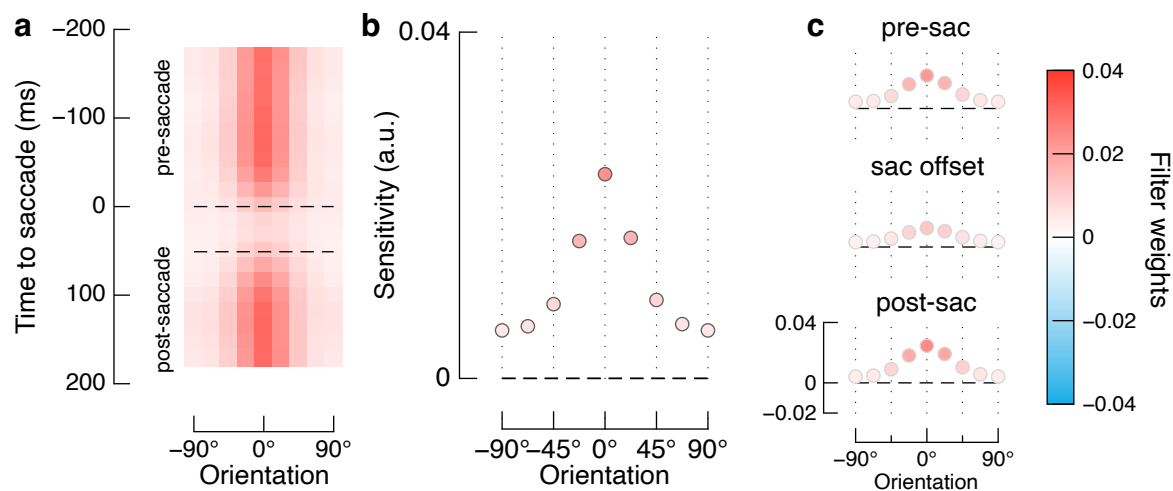 a
Time to saccade (ms)
−200
−100
0
100
200
pre-saccade
post-saccade
−90°
0°
90°
Orientation
b
Sensitivity (a.u.)
0.04
0
−90°
−45°
0°
45°
90°
Orientation
c
pre-sac
sac offset
post-sac
0.04
0
−0.02
−90°
0°
90°
Orientation
0.04
0.02
0
−0.02
−0.04
Filter weights